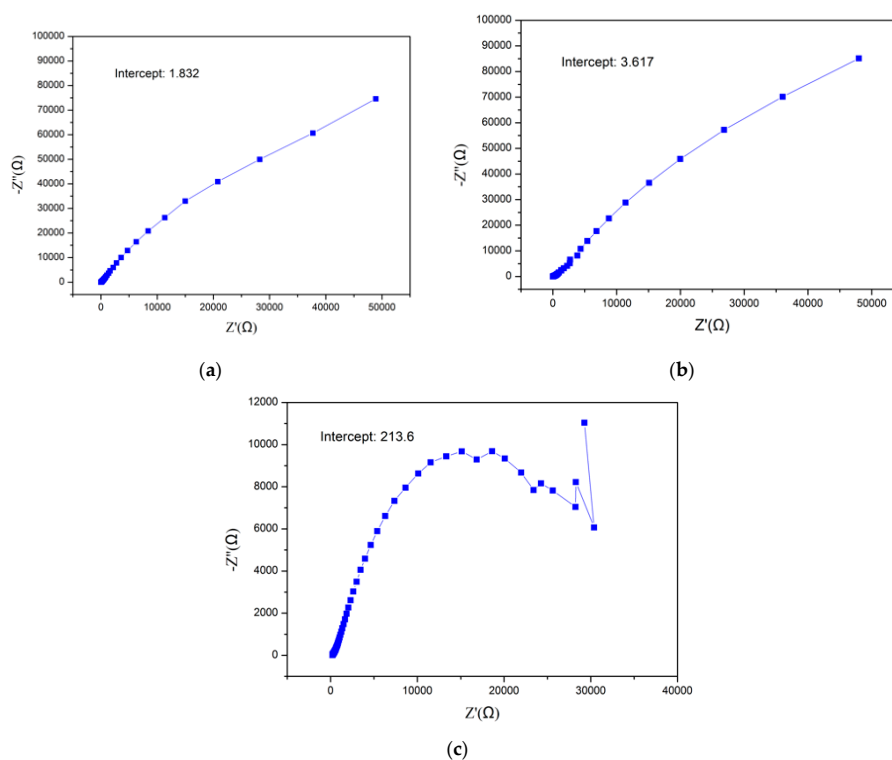 100000
90000
80000
70000
60000
50000
40000
30000
20000
10000
0
-Z"(Ω)
Intercept: 1.832
0 10000 20000 30000 40000 50000
Z'(Ω)
(a)
100000
90000
80000
70000
60000
50000
40000
30000
20000
10000
0
-Z"(Ω)
Intercept: 3.617
0 10000 20000 30000 40000 50000
Z'(Ω)
(b)
12000
10000
8000
6000
4000
2000
0
-Z"(Ω)
Intercept: 213.6
0 10000 20000 30000 40000
Z'(Ω)
(c)